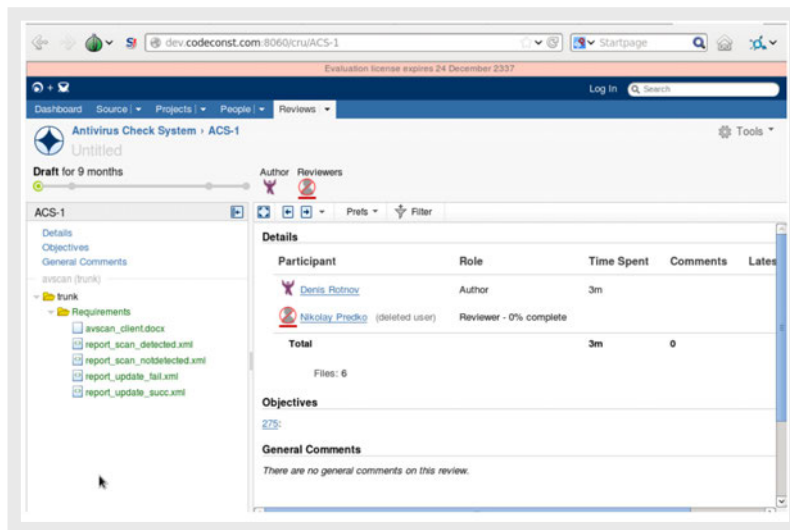 dev.codeconst.com:8060/cru/ACS-1
Startpage
Evaluation license expires 24 December 2337
Log In
Search
Dashboard Source Projects People Reviews
Antivirus Check System › ACS-1
Tools
Untitled
Draft for 9 months
Author Reviewers
ACS-1
Prefs Filter
Details
Objectives
General Comments
avscan (trunk)
trunk
Requirements
avscan_client.docx
report_scan_detected.xml
report_scan_notdetected.xml
report_update_fail.xml
report_update_succ.xml
Details
Participant Role Time Spent Comments Lates
Denis Rotnov Author 3m
Nikolay Predko (deleted user) Reviewer - 0% complete
Total 3m 0
Files: 6
Objectives
275:
General Comments
There are no general comments on this review.